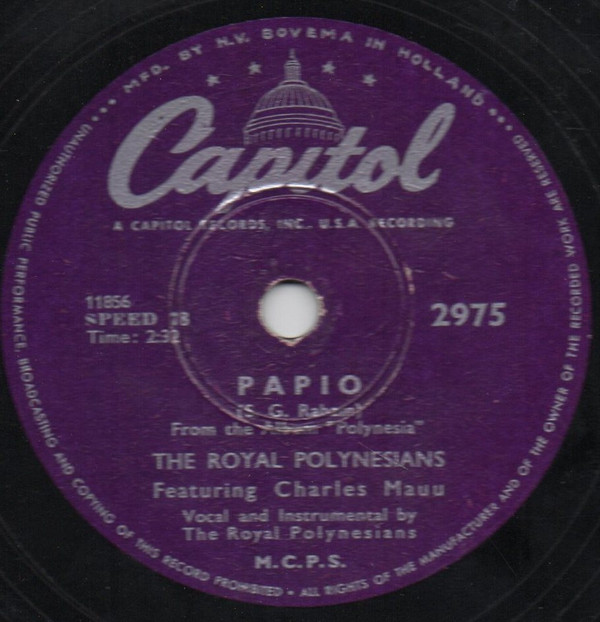 MFD. BY N.V. BOVEMA IN HOLLAND
Capitol
A CAPITOL RECORDS, INC., U.S.A. RECORDING
11856
SPEED 78
Time: 2:32
2975
PAPIO
(S. G.
From the Album "Polynesia"
THE ROYAL POLYNESIANS
Featuring Charles Mauu
Vocal and Instrumental by
The Royal Polynesians
M.C.P.S.
UNAUTHORIZED PUBLIC PERFORMANCE, BROADCASTING AND COPYING OF THIS RECORD PROHIBITED • ALL RIGHTS OF THE MANUFACTURER AND OF THE OWNER OF THE RECORDED WORK ARE RESERVED